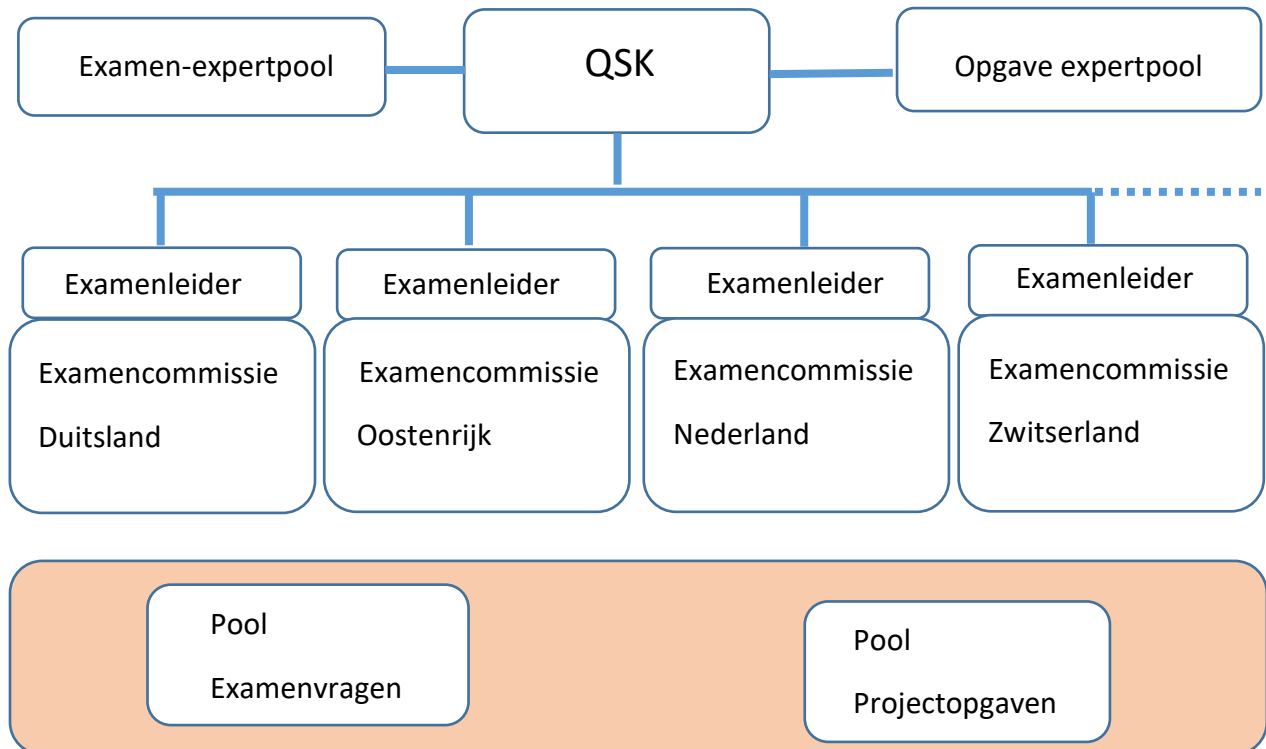 Examen-expertpool
QSK
Opgave expertpool
Examenleider
Examenleider
Examenleider
Examenleider
Examencommissie
Duitsland
Examencommissie
Oostenrijk
Examencommissie
Nederland
Examencommissie
Zwitserland
Pool
Examenvragen
Pool
Projectopgaven